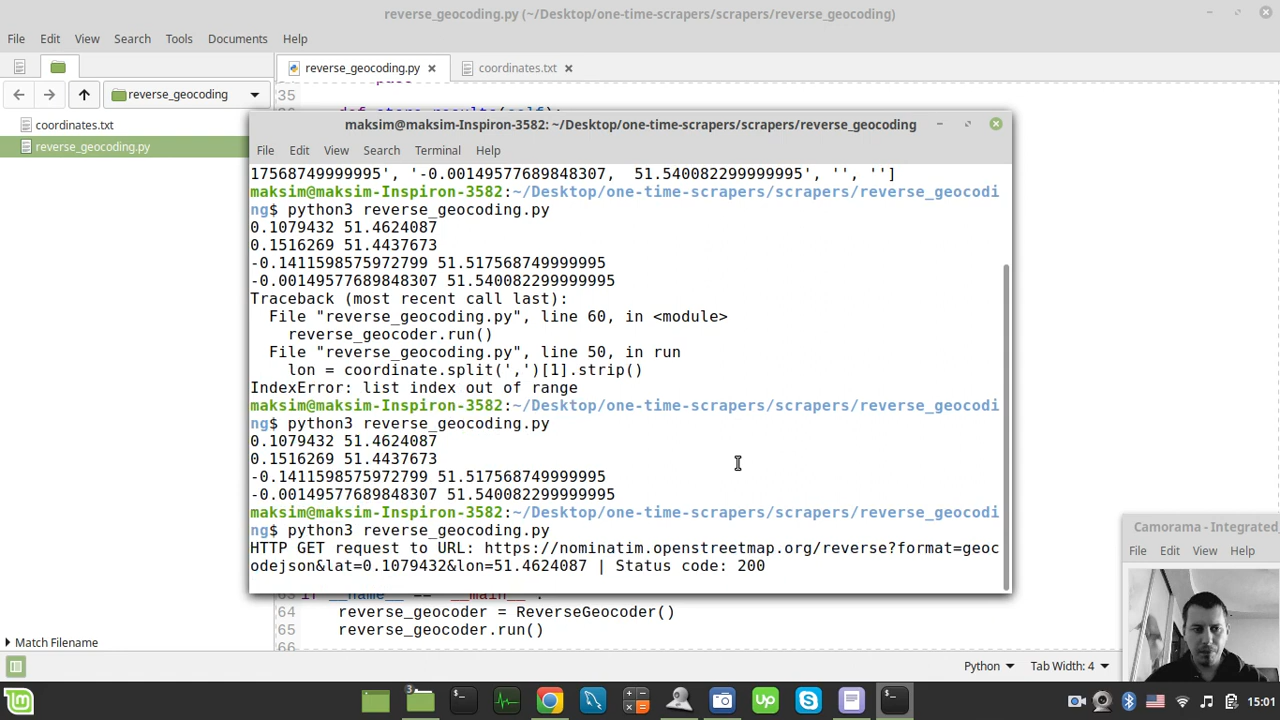 reverse_geocoding.py (~/Desktop/one-time-scrapers/scrapers/reverse_geocoding)
File Edit View Search Tools Documents Help
reverse_geocoding.py coordinates.txt
reverse_geocoding
35
coordinates.txt
reverse_geocoding.py
maksim@maksim-Inspiron-3582: ~/Desktop/one-time-scrapers/scrapers/reverse_geocoding
File Edit View Search Terminal Help
17568749999995', '-0.00149577689848307,  51.540082299999995', '', '']
maksim@maksim-Inspiron-3582:~/Desktop/one-time-scrapers/scrapers/reverse_geocodi
ng$ python3 reverse_geocoding.py
0.1079432 51.4624087
0.1516269 51.4437673
-0.1411598575972799 51.517568749999995
-0.00149577689848307 51.540082299999995
Traceback (most recent call last):
  File "reverse_geocoding.py", line 60, in <module>
    reverse_geocoder.run()
  File "reverse_geocoding.py", line 50, in run
    lon = coordinate.split(',')[1].strip()
IndexError: list index out of range
maksim@maksim-Inspiron-3582:~/Desktop/one-time-scrapers/scrapers/reverse_geocodi
ng$ python3 reverse_geocoding.py
0.1079432 51.4624087
0.1516269 51.4437673
-0.1411598575972799 51.517568749999995
-0.00149577689848307 51.540082299999995
maksim@maksim-Inspiron-3582:~/Desktop/one-time-scrapers/scrapers/reverse_geocodi
ng$ python3 reverse_geocoding.py
HTTP GET request to URL: https://nominatim.openstreetmap.org/reverse?format=geoc
odejson&lat=0.1079432&lon=51.4624087 | Status code: 200
64 reverse_geocoder = ReverseGeocoder()
65 reverse_geocoder.run()
66
Camorama - Integrated_
File Edit View Help
Match Filename
Python Tab Width: 4
3
Up
15:01